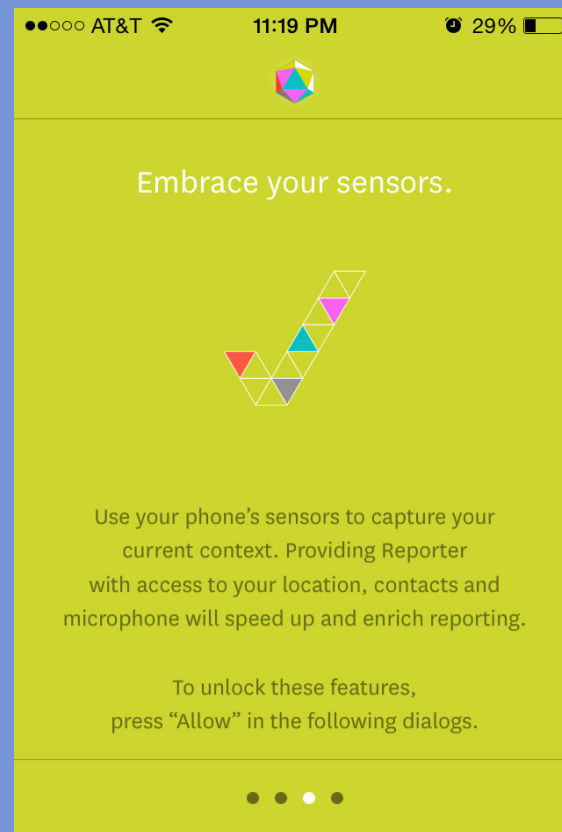 AT&T 11:19 PM 29%
Embrace your sensors.
Use your phone’s sensors to capture your
current context. Providing Reporter
with access to your location, contacts and
microphone will speed up and enrich reporting.
To unlock these features,
press “Allow” in the following dialogs.